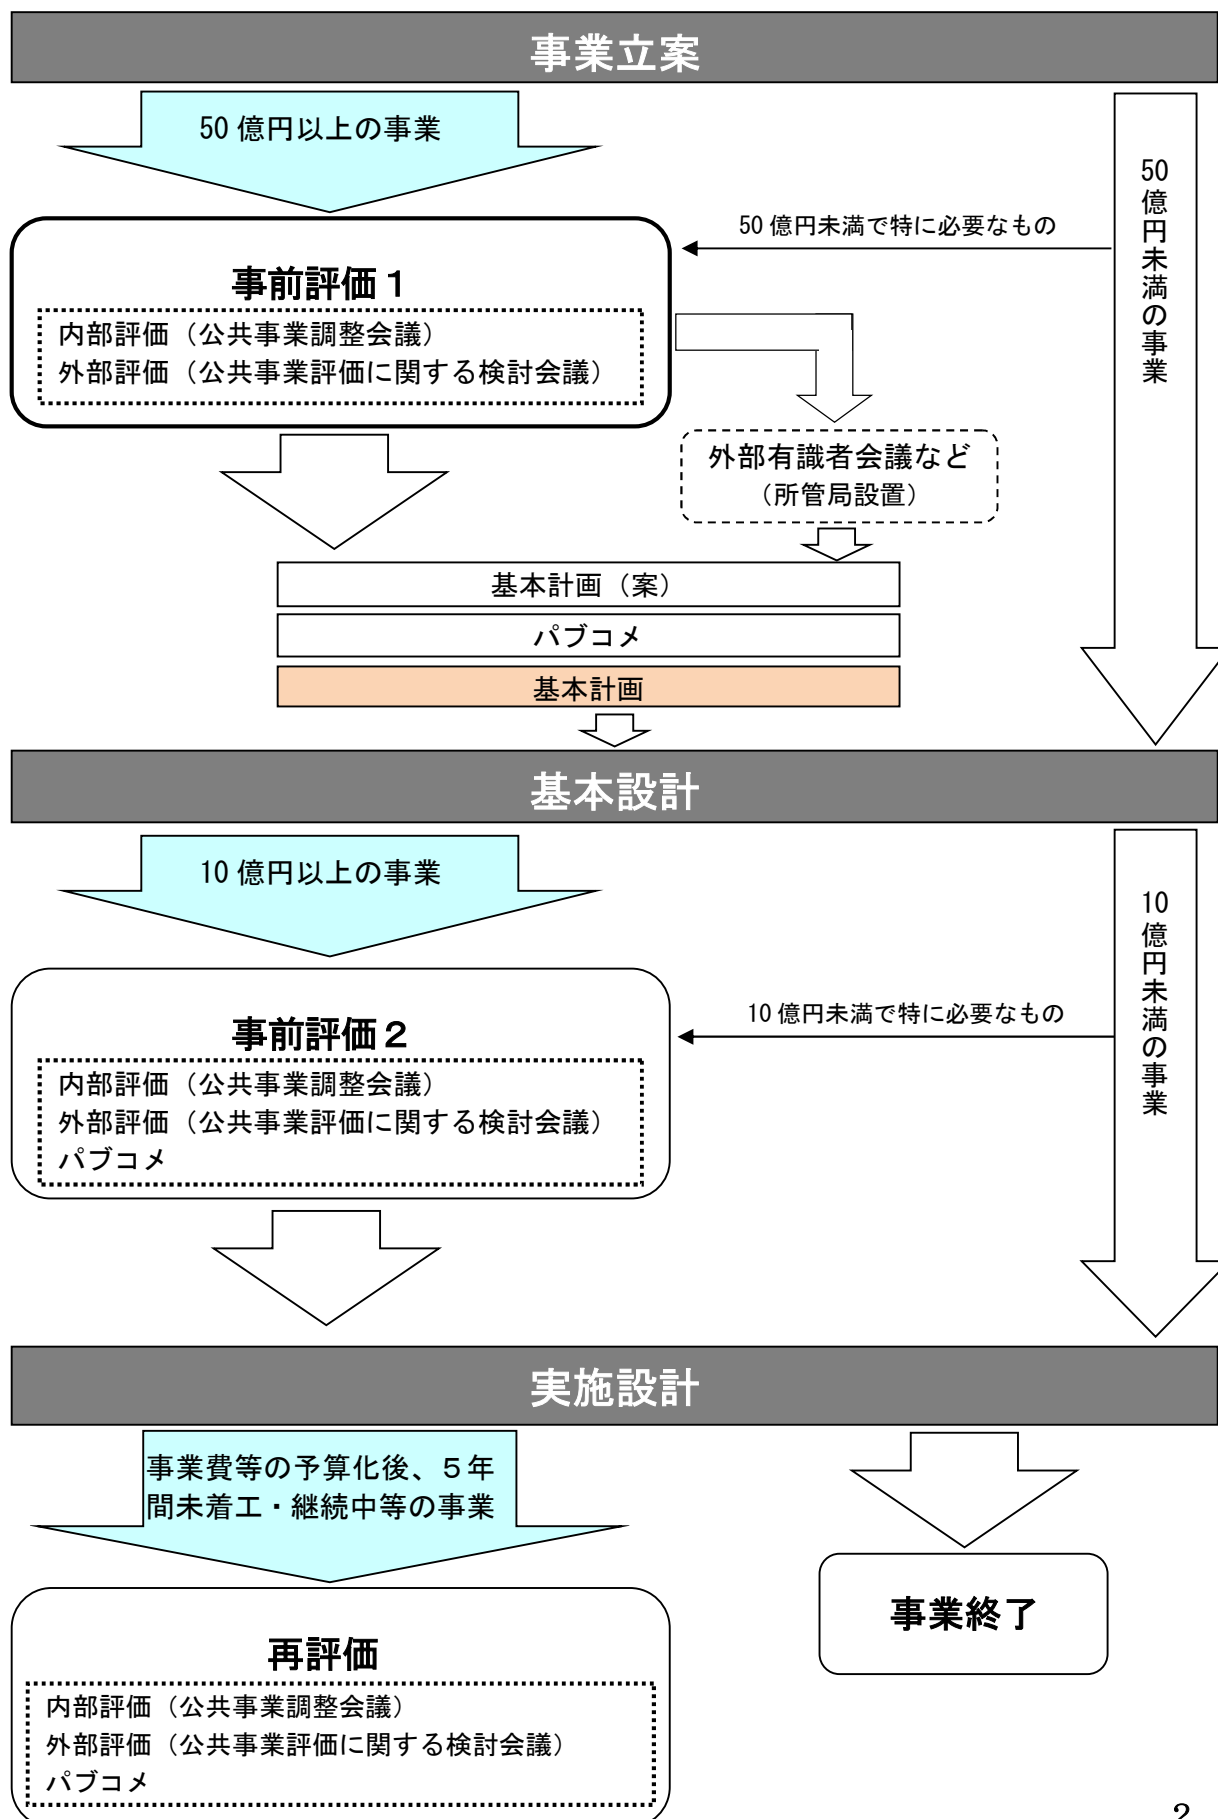 事業立案
50億円以上の事業
50億円未満の事業
50億円未満で特に必要なもの
事前評価１
内部評価（公共事業調整会議）
外部評価（公共事業評価に関する検討会議）
外部有識者会議など
（所管局設置）
基本計画（案）
パブコメ
基本計画
基本設計
10億円以上の事業
10億円未満の事業
10億円未満で特に必要なもの
事前評価２
内部評価（公共事業調整会議）
外部評価（公共事業評価に関する検討会議）
パブコメ
実施設計
事業費等の予算化後、５年
間未着工・継続中等の事業
事業終了
再評価
内部評価（公共事業調整会議）
外部評価（公共事業評価に関する検討会議）
パブコメ
2